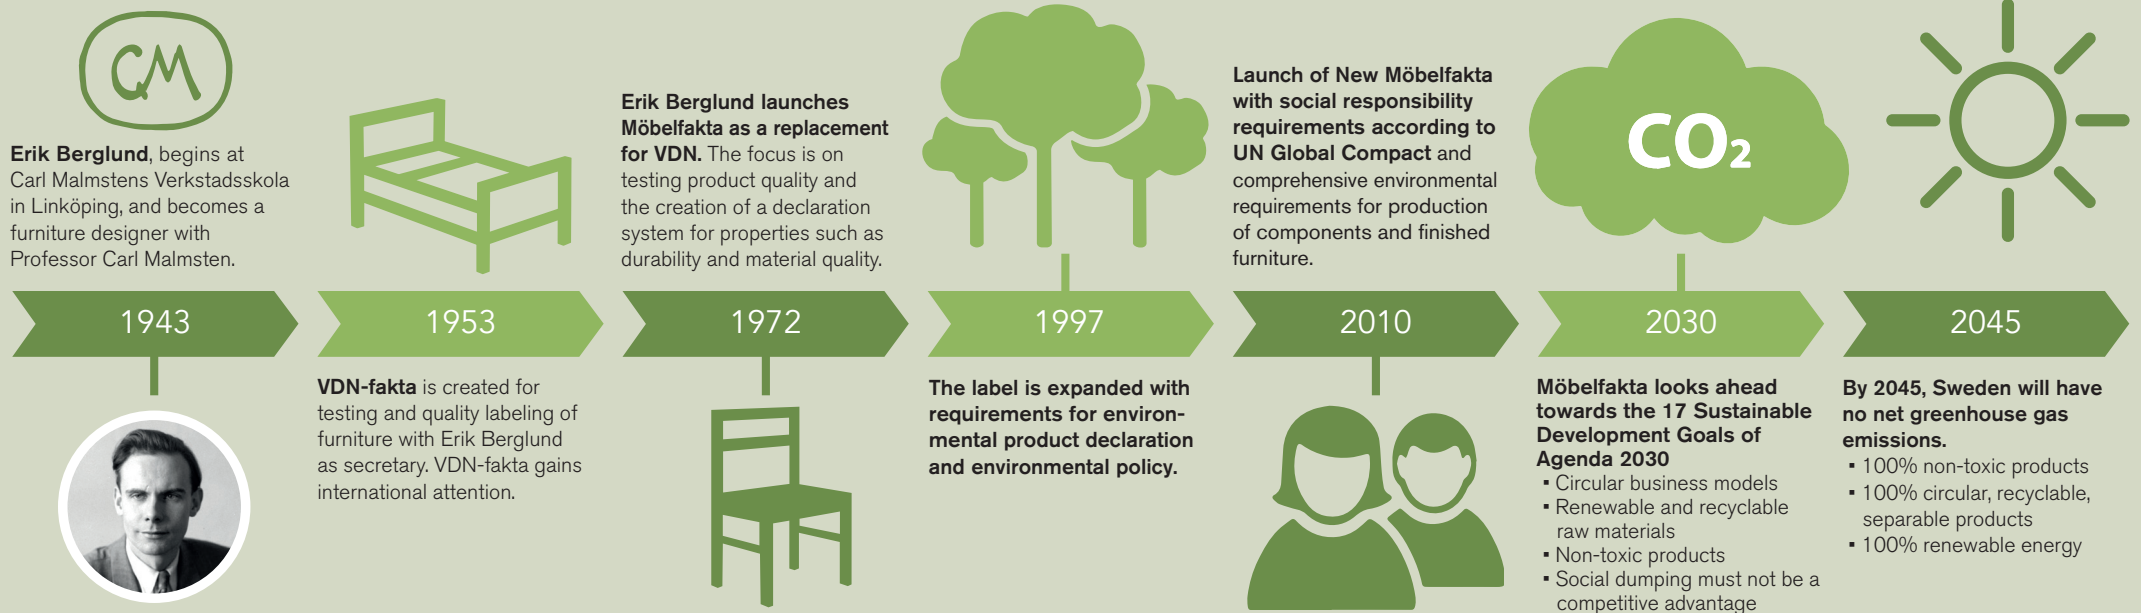 CM
Erik Berglund, begins at
Carl Malmstens Verkstadsskola
in Linköping, and becomes a
furniture designer with
Professor Carl Malmsten.
1943
1953
VDN-fakta is created for
testing and quality labeling of
furniture with Erik Berglund
as secretary. VDN-fakta gains
international attention.
Erik Berglund launches
Möbelfakta as a replacement
for VDN. The focus is on
testing product quality and
the creation of a declaration
system for properties such as
durability and material quality.
1972
1997
The label is expanded with
requirements for environ-
mental product declaration
and environmental policy.
Launch of New Möbelfakta
with social responsibility
requirements according to
UN Global Compact and
comprehensive environmental
requirements for production
of components and finished
furniture.
2010
CO₂
2030
Möbelfakta looks ahead
towards the 17 Sustainable
Development Goals of
Agenda 2030
▪ Circular business models
▪ Renewable and recyclable
raw materials
▪ Non-toxic products
▪ Social dumping must not be a
competitive advantage
2045
By 2045, Sweden will have
no net greenhouse gas
emissions.
▪ 100% non-toxic products
▪ 100% circular, recyclable,
separable products
▪ 100% renewable energy